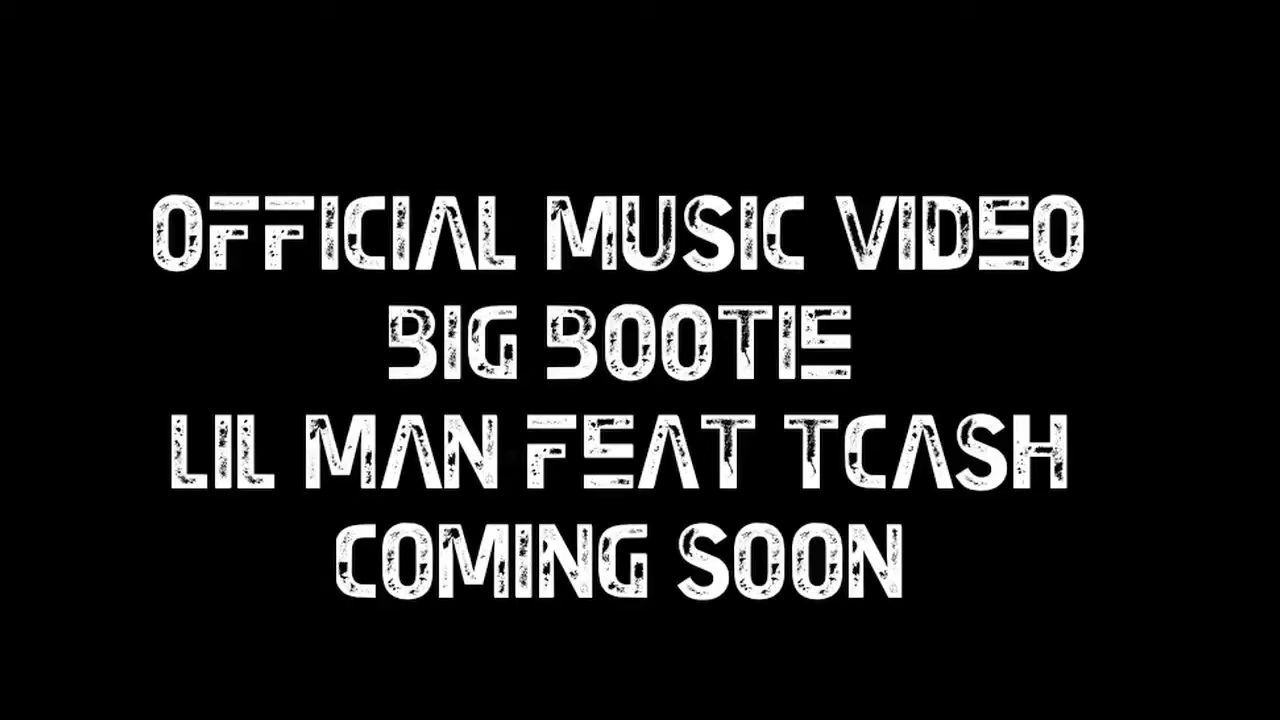 OFFICIAL MUSIC VIDEO
BIG BOOTIE
LIL MAN FEAT TCASH
COMING SOON